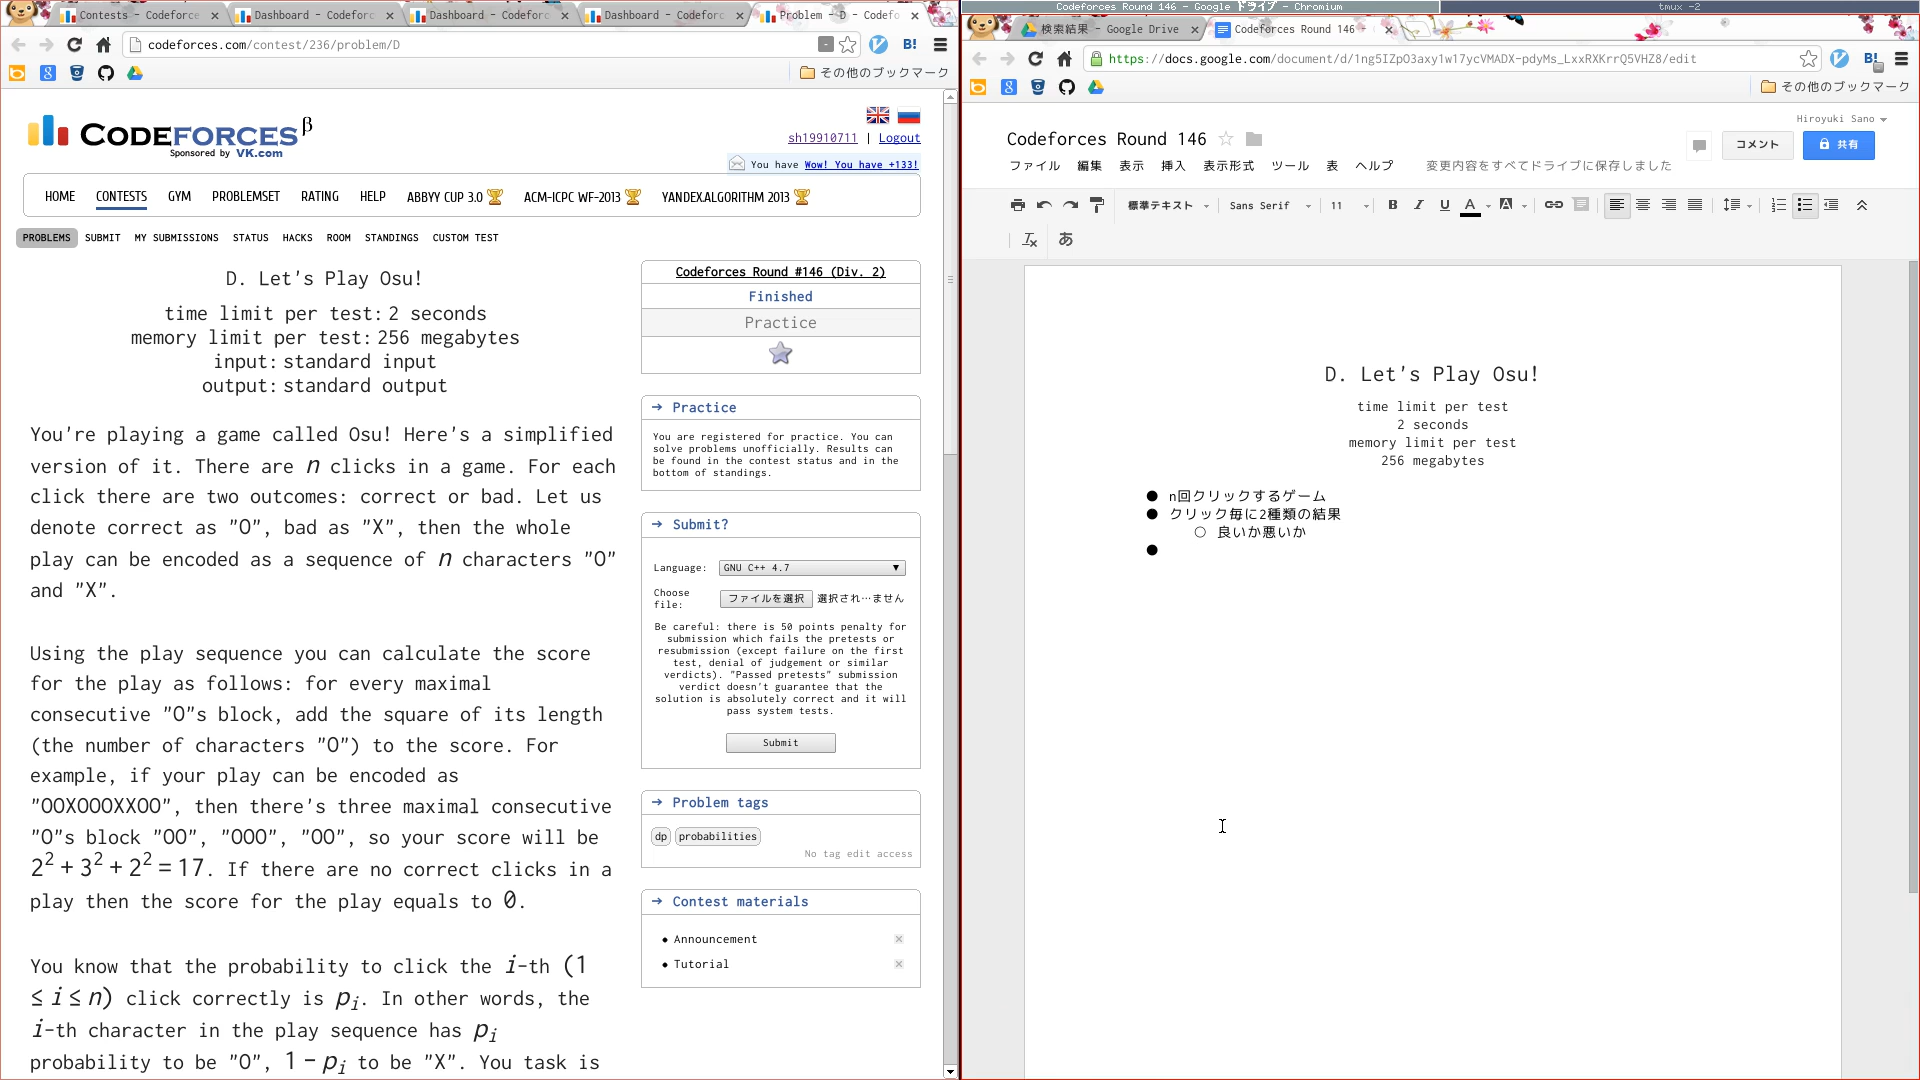 Contests - Codeforce
Dashboard - Codeforc
Dashboard - Codeforc
Dashboard - Codeforc
Problem - D - Codefo
codeforces.com/contest/236/problem/D
その他のブックマーク
CODEFORCES β
Sponsored by VK.com
sh19910711 | Logout
You have Wow! You have +133!
HOME CONTESTS GYM PROBLEMSET RATING HELP ABBYY CUP 3.0 ACM-ICPC WF-2013 YANDEX.ALGORITHM 2013
PROBLEMS SUBMIT MY SUBMISSIONS STATUS HACKS ROOM STANDINGS CUSTOM TEST
D. Let's Play Osu!
time limit per test: 2 seconds
memory limit per test: 256 megabytes
input: standard input
output: standard output
You're playing a game called Osu! Here's a simplified
version of it. There are n clicks in a game. For each
click there are two outcomes: correct or bad. Let us
denote correct as "O", bad as "X", then the whole
play can be encoded as a sequence of n characters "O"
and "X".
Using the play sequence you can calculate the score
for the play as follows: for every maximal
consecutive "O"s block, add the square of its length
(the number of characters "O") to the score. For
example, if your play can be encoded as
"OOXOOOXXOO", then there's three maximal consecutive
"O"s block "OO", "OOO", "OO", so your score will be
2² + 3² + 2² = 17. If there are no correct clicks in a
play then the score for the play equals to 0.
You know that the probability to click the i-th (1
≤ i ≤ n) click correctly is pᵢ. In other words, the
i-th character in the play sequence has pᵢ
probability to be "O", 1 − pᵢ to be "X". You task is
Codeforces Round #146 (Div. 2)
Finished
Practice
→ Practice
You are registered for practice. You can
solve problems unofficially. Results can
be found in the contest status and in the
bottom of standings.
→ Submit?
Language: GNU C++ 4.7
Choose
file: ファイルを選択 選択され…ません
Be careful: there is 50 points penalty for
submission which fails the pretests or
resubmission (except failure on the first
test, denial of judgement or similar
verdicts). "Passed pretests" submission
verdict doesn't guarantee that the
solution is absolutely correct and it will
pass system tests.
Submit
→ Problem tags
dp probabilities
No tag edit access
→ Contest materials
Announcement
Tutorial
Codeforces Round 146 - Google ドライブ - Chromium
tmux -2
検索結果 - Google Drive
Codeforces Round 146 -
https://docs.google.com/document/d/1ng5IZpO3axy1w17ycVMADX-pdyMs_LxxRXKrrQ5VHZ8/edit
その他のブックマーク
Hiroyuki Sano
Codeforces Round 146
コメント
共有
ファイル 編集 表示 挿入 表示形式 ツール 表 ヘルプ 変更内容をすべてドライブに保存しました
標準テキスト Sans Serif 11 B I U A A
あ
D. Let's Play Osu!
time limit per test
2 seconds
memory limit per test
256 megabytes
● n回クリックするゲーム
● クリック毎に2種類の結果
○ 良いか悪いか
●